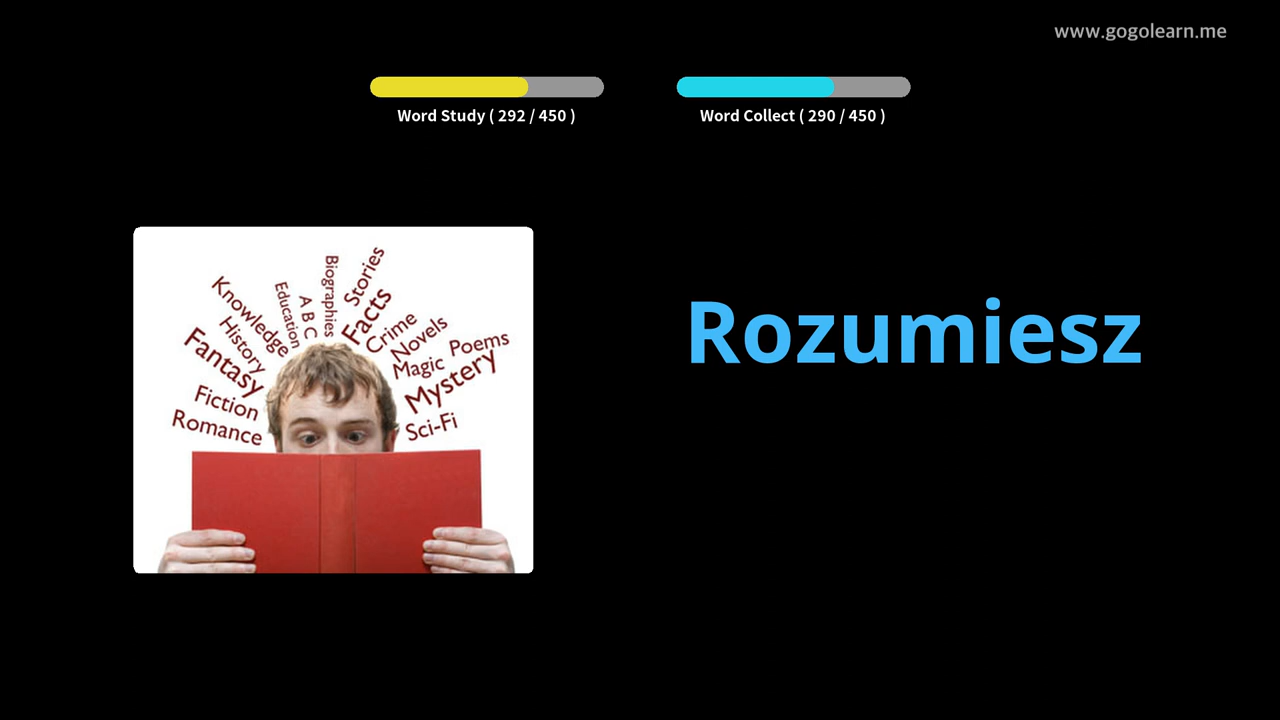 www.gogolearn.me
Word Study ( 292 / 450 )
Word Collect ( 290 / 450 )
Rozumiesz
Knowledge
History
Fantasy
Fiction
Romance
Education
A B C
Biographies
Stories
Facts
Crime
Novels
Magic
Poems
Mystery
Sci-Fi